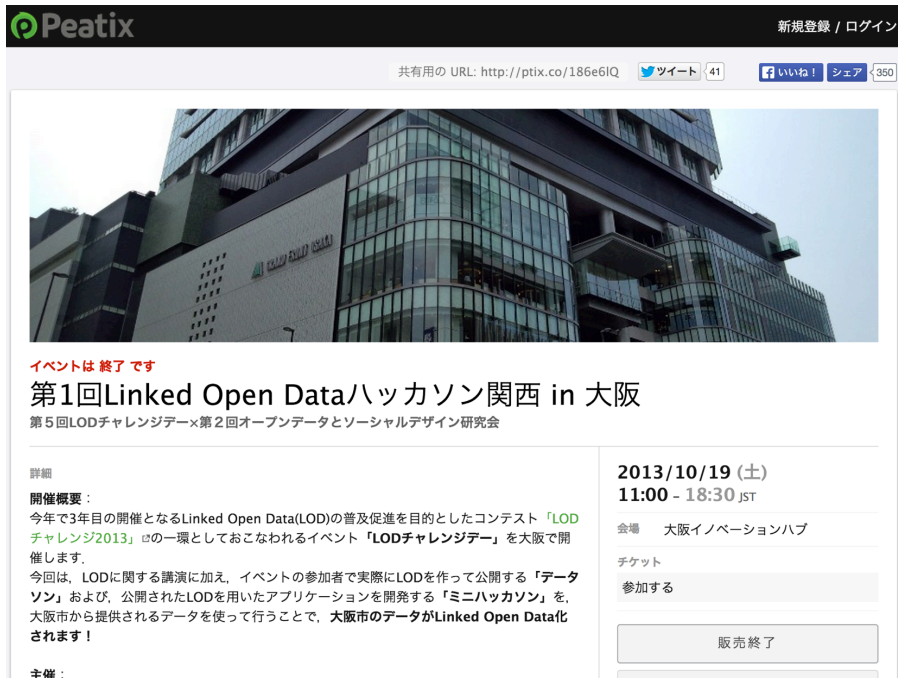 Peatix
新規登録 / ログイン
共有用の URL: http://ptix.co/186e6lQ
ツイート 41
いいね！ シェア 350
GRAND FRONT OSAKA
イベントは 終了 です
第1回Linked Open Dataハッカソン関西 in 大阪
第５回LODチャレンジデー×第２回オープンデータとソーシャルデザイン研究会
詳細
開催概要：
今年で3年目の開催となるLinked Open Data(LOD)の普及促進を目的としたコンテスト「LOD
チャレンジ2013」の一環としておこなわれるイベント「LODチャレンジデー」を大阪で開
催します．
今回は，LODに関する講演に加え，イベントの参加者で実際にLODを作って公開する「データ
ソン」および，公開されたLODを用いたアプリケーションを開発する「ミニハッカソン」を，
大阪市から提供されるデータを使って行うことで，大阪市のデータがLinked Open Data化
されます！
主催：
2013/10/19 (土)
11:00 – 18:30 JST
会場 大阪イノベーションハブ
チケット
参加する
販売終了